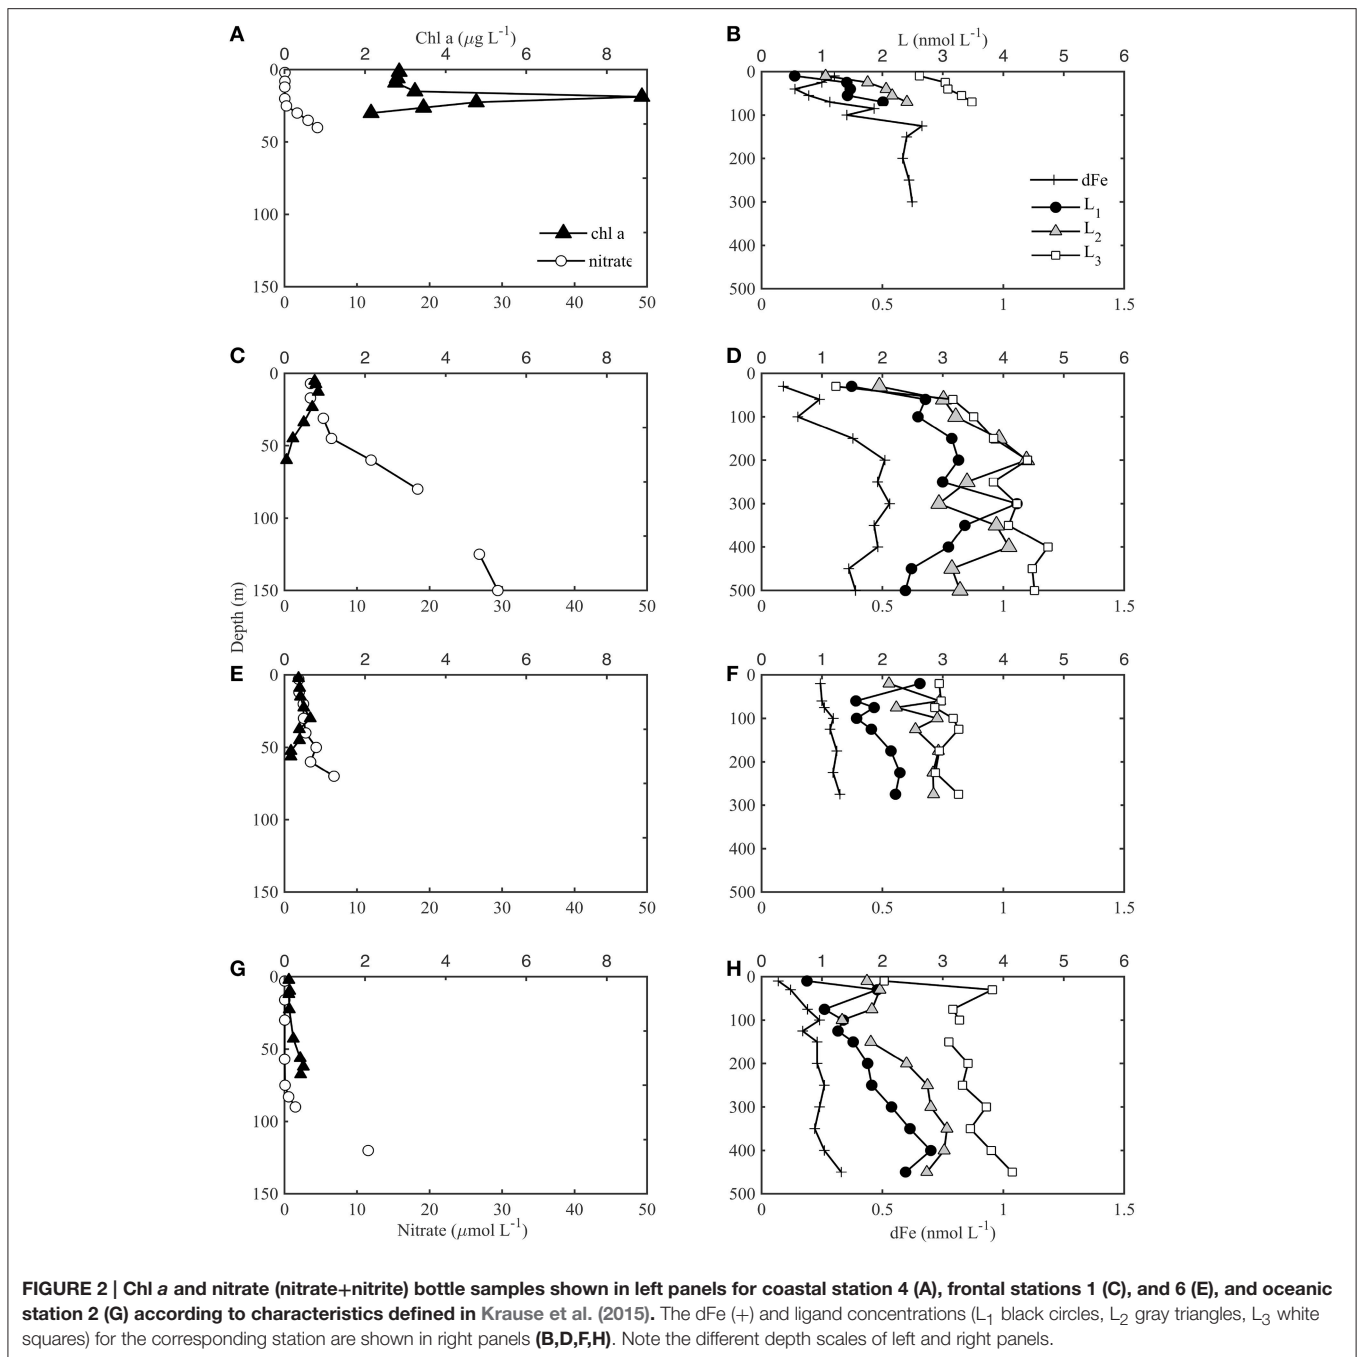 A
Chl a (μg L-1)
0 2 4 6 8
0
50
100
150
0 10 20 30 40 50
chl a
nitrate
B
L (nmol L-1)
0 1 2 3 4 5 6
0
100
200
300
400
500
0 0.5 1 1.5
dFe
L1
L2
L3
C
0 2 4 6 8
0
50
100
150
0 10 20 30 40 50
D
0 1 2 3 4 5 6
0
100
200
300
400
500
0 0.5 1 1.5
Depth (m)
E
0 2 4 6 8
0
50
100
150
0 10 20 30 40 50
F
0 1 2 3 4 5 6
0
100
200
300
400
500
0 0.5 1 1.5
G
0 2 4 6 8
0
50
100
150
0 10 20 30 40 50
Nitrate (μmol L-1)
H
0 1 2 3 4 5 6
0
100
200
300
400
500
0 0.5 1 1.5
dFe (nmol L-1)
FIGURE 2 | Chl a and nitrate (nitrate+nitrite) bottle samples shown in left panels for coastal station 4 (A), frontal stations 1 (C), and 6 (E), and oceanic
station 2 (G) according to characteristics defined in Krause et al. (2015). The dFe (+) and ligand concentrations (L1 black circles, L2 gray triangles, L3 white
squares) for the corresponding station are shown in right panels (B,D,F,H). Note the different depth scales of left and right panels.